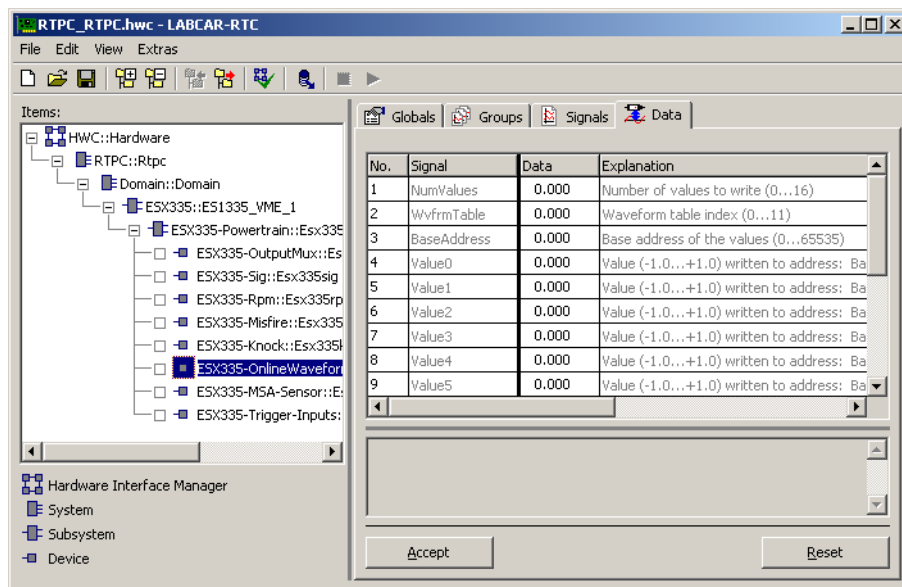 RTPC_RTPC.hwc - LABCAR-RTC
File Edit View Extras
Items:
HWC::Hardware
RTPC::Rtpc
Domain::Domain
ESX335::ES1335_VME_1
ESX335-Powertrain::Esx335
ESX335-OutputMux::Es
ESX335-Sig::Esx335sig
ESX335-Rpm::Esx335rp
ESX335-Misfire::Esx335
ESX335-Knock::Esx335k
ESX335-OnlineWavefor
ESX335-MSA-Sensor::E
ESX335-Trigger-Inputs:
Hardware Interface Manager
System
Subsystem
Device
Globals Groups Signals Data
No. Signal Data Explanation
1 NumValues 0.000 Number of values to write (0...16)
2 WvfrmTable 0.000 Waveform table index (0...11)
3 BaseAddress 0.000 Base address of the values (0...65535)
4 Value0 0.000 Value (-1.0...+1.0) written to address: Ba
5 Value1 0.000 Value (-1.0...+1.0) written to address: Ba
6 Value2 0.000 Value (-1.0...+1.0) written to address: Ba
7 Value3 0.000 Value (-1.0...+1.0) written to address: Ba
8 Value4 0.000 Value (-1.0...+1.0) written to address: Ba
9 Value5 0.000 Value (-1.0...+1.0) written to address: Ba
Accept Reset